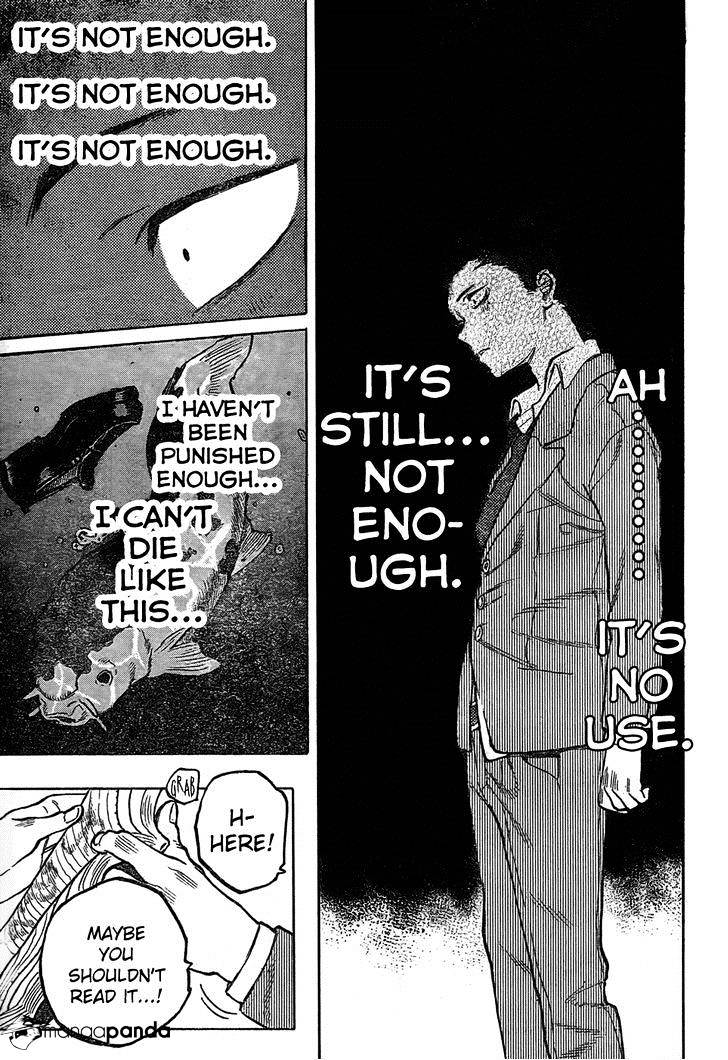 AH
..........
IT'S
NO
USE.
IT'S
STILL...
NOT
ENO-
UGH.
IT'S NOT ENOUGH.
IT'S NOT ENOUGH.
IT'S NOT ENOUGH.
I HAVEN'T
BEEN
PUNISHED
ENOUGH...
I CAN'T
DIE
LIKE
THIS...
GRAB
H-
HERE!
MAYBE
YOU
SHOULDN'T
READ IT...!
mangapanda